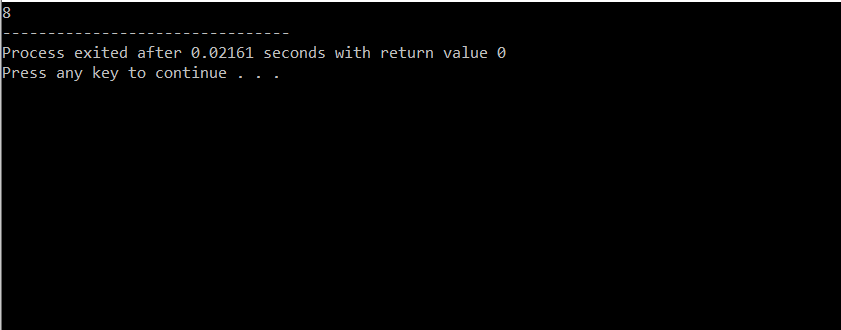 8
--------------------------------
Process exited after 0.02161 seconds with return value 0
Press any key to continue . . .